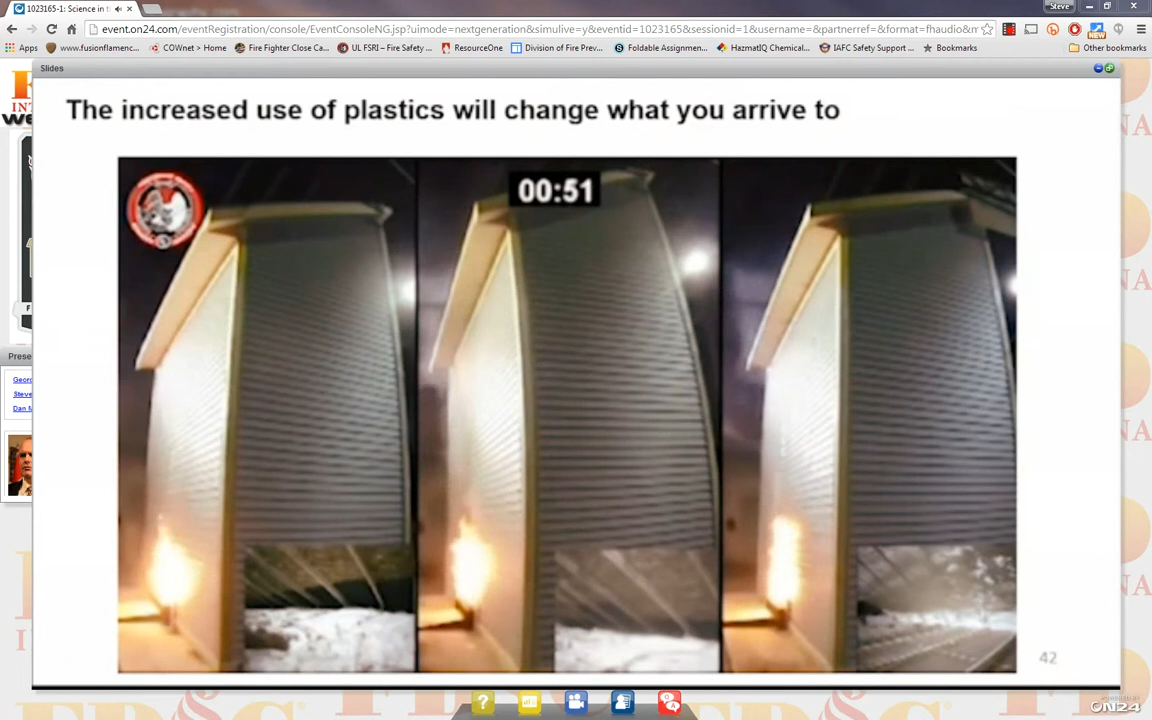 1023165-1: Science in t
Steve
event.on24.com/eventRegistration/console/EventConsoleNG.jsp?uimode=nextgeneration&simulive=y&eventid=1023165&sessionid=1&username=&partnerref=&format=fhaudio&m
Apps
www.fusionflamenc...
COWnet > Home
Fire Fighter Close Ca...
UL FSRI – Fire Safety ...
ResourceOne
Division of Fire Prev...
Foldable Assignmen...
HazmatIQ Chemical...
IAFC Safety Support ...
Bookmarks
Other bookmarks
Slides
The increased use of plastics will change what you arrive to
00:51
Prese
Georg
Steve
Dan M
42
ON24